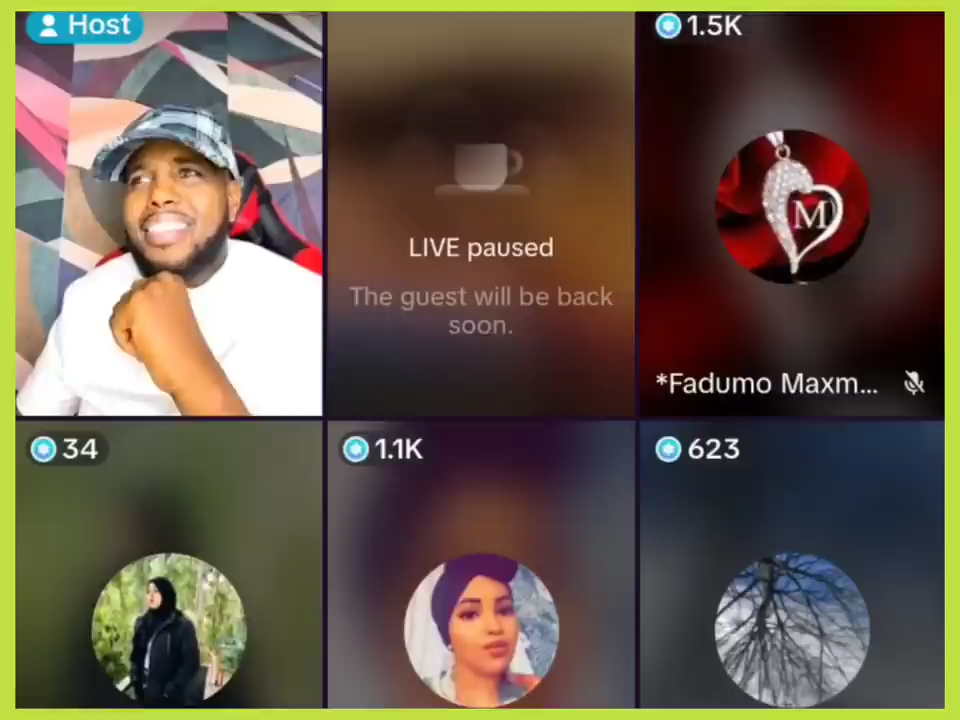 Host
1.5K
M
LIVE paused
The guest will be back
soon.
*Fadumo Maxm...
34
1.1K
623